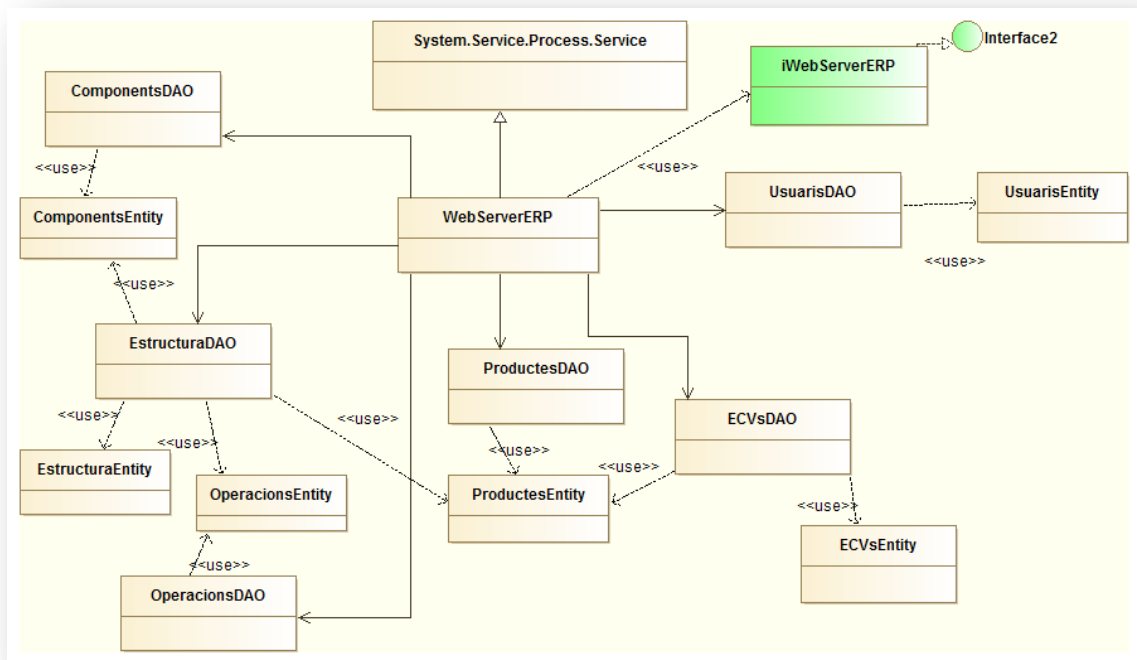 System.Service.Process.Service
Interface2
iWebServerERP
ComponentsDAO
<<use>>
<<use>>
UsuarisDAO
UsuarisEntity
ComponentsEntity
WebServerERP
<<use>>
<<use>>
EstructuraDAO
ProductesDAO
<<use>>
<<use>>
ECVsDAO
<<use>>
<<use>>
<<use>>
EstructuraEntity
OperacionsEntity
ProductesEntity
<<use>>
ECVsEntity
<<use>>
OperacionsDAO